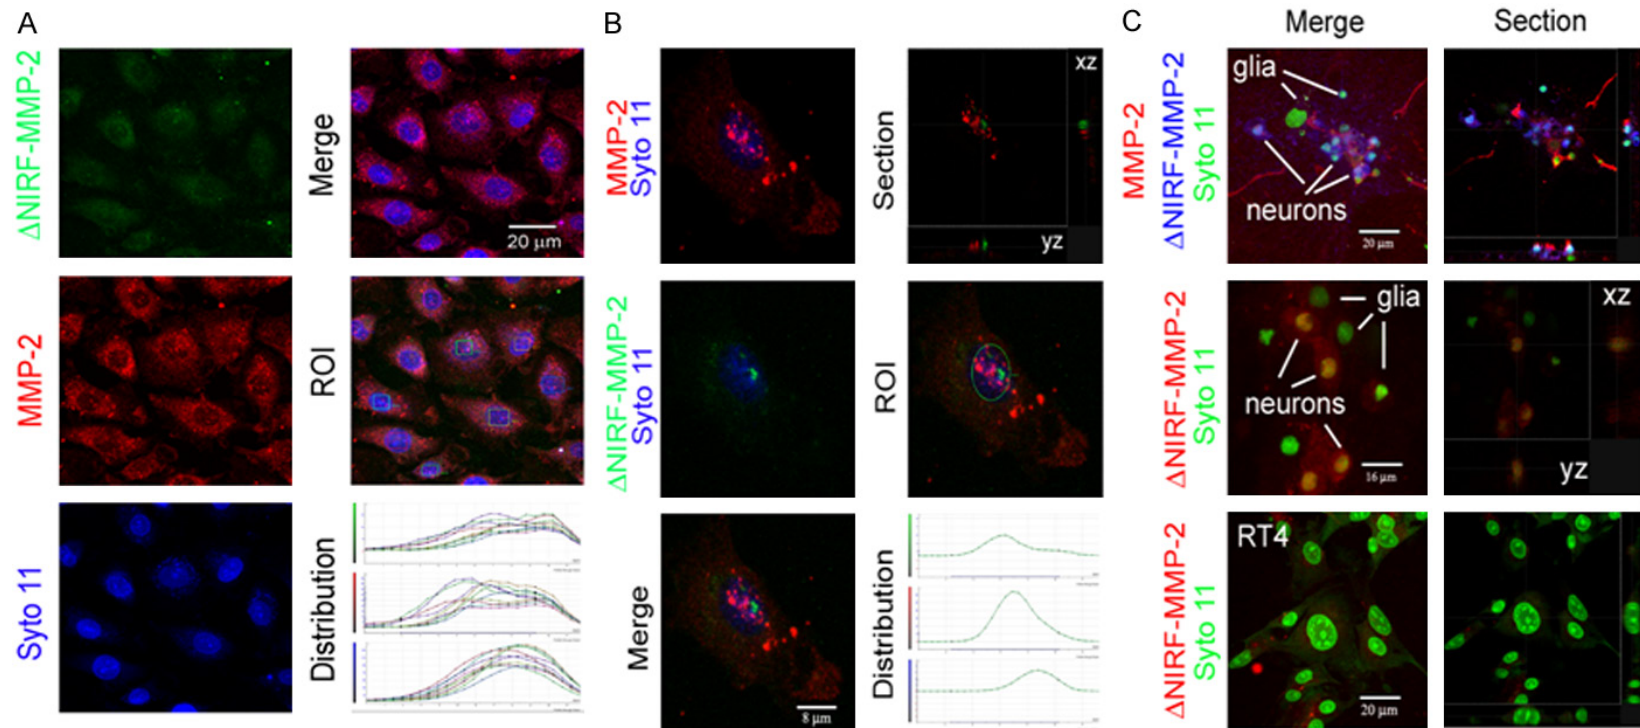 A
ΔNIRF-MMP-2
Merge
20 μm
MMP-2
ROI
Syto 11
Distribution
B
MMP-2
Syto 11
Section
xz
yz
ΔNIRF-MMP-2
Syto 11
ROI
Merge
8 μm
Distribution
C
Merge
Section
MMP-2
ΔNIRF-MMP-2
Syto 11
glia
neurons
20 μm
ΔNIRF-MMP-2
Syto 11
glia
neurons
16 μm
xz
yz
ΔNIRF-MMP-2
Syto 11
RT4
20 μm